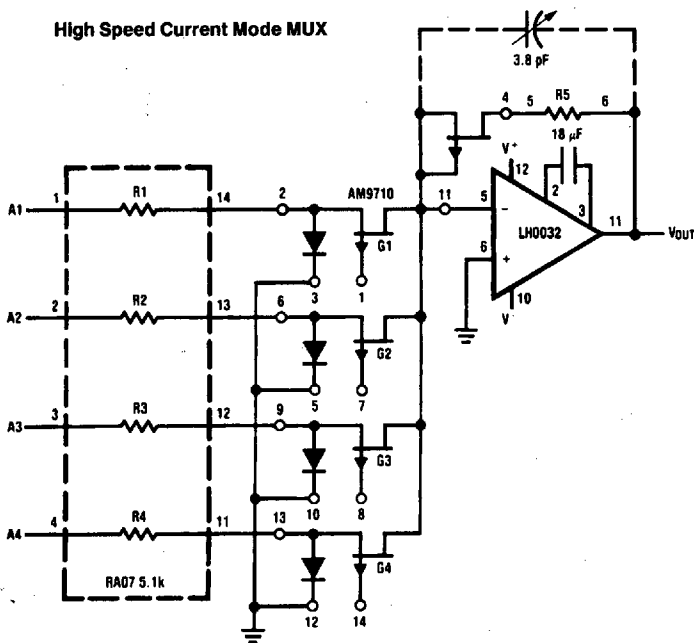 High Speed Current Mode MUX
3.8 pF
4 5 R5 6
18 μF
V+
12
2
3
A1 1 R1 14 2 AM9710 11 5 − LH0032 11 VOUT
G1
6 +
3 1
10
V
A2 2 R2 13 6
G2
5 7
A3 3 R3 12 9
G3
10 8
A4 4 R4 11 13
G4
RA07 5.1k
12 14